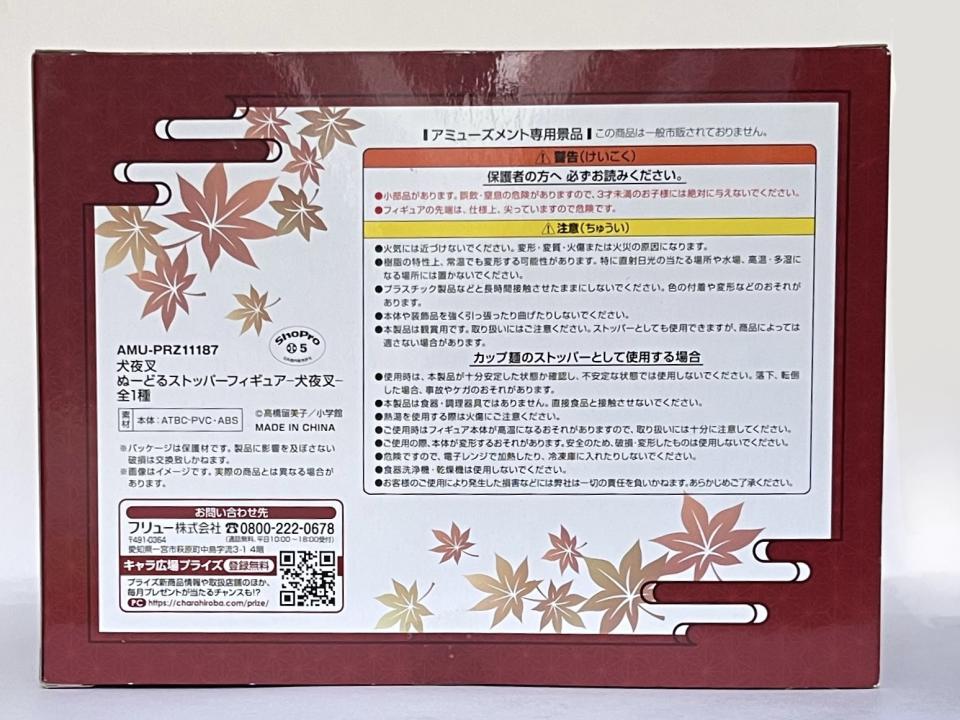 アミューズメント専用景品 この商品は一般市販されておりません。
警告(けいこく)
保護者の方へ 必ずお読みください。
●小部品があります。誤飲・窒息の危険がありますので、3才未満のお子様には絶対に与えないでください。
●フィギュアの先端は、仕様上、尖っていますので危険です。
注意(ちゅうい)
●火気には近づけないでください。変形・変質・火傷または火災の原因になります。
●樹脂の特性上、常温でも変形する可能性があります。特に直射日光の当たる場所や水場、高温・多湿に
なる場所には置かないでください。
●プラスチック製品などと長時間接触させたままにしないでください。色の付着や変形などのおそれが
あります。
●本体や装飾品を強く引っ張ったり曲げたりしないでください。
●本製品は観賞用です。取り扱いにはご注意ください。ストッパーとしても使用できますが、商品によっては
適さない場合があります。
カップ麺のストッパーとして使用する場合
●使用時は、本製品が十分安定した状態か確認し、不安定な状態では使用しないでください。落下、転倒
した場合、事故やケガのおそれがあります。
●本製品は食器・調理器具ではありません。直接食品と接触させないでください。
●熱湯を使用する際は火傷にご注意ください。
●ご使用時はフィギュア本体が高温になるおそれがありますので、取り扱いには十分に注意してください。
●ご使用の際、本体が変形するおそれがあります。安全のため、破損・変形したものは使用しないでください。
●危険ですので、電子レンジで加熱したり、冷凍庫に入れたりしないでください。
●食器洗浄機・乾燥機は使用しないでください。
●お客様のご使用により発生した損害などには弊社は一切の責任を負いかねます。あらかじめご了承ください。
ShoPro
5
AMU-PRZ11187
犬夜叉
ぬーどるストッパーフィギュア−犬夜叉−
全1種
素材 本体:ATBC-PVC・ABS
©高橋留美子/小学館
MADE IN CHINA
※パッケージは保護材です。製品に影響を及ぼさない
破損は交換致しかねます。
※画像はイメージです。実際の商品とは異なる場合が
あります。
お問い合わせ先
フリュー株式会社 ☎0800-222-0678
〒491-0364 (通話無料、平日10:00〜18:00受付)
愛知県一宮市萩原町中島字流3-1 4階
キャラ広場プライズ 登録無料
プライズ新商品情報や取扱店舗のほか、
毎月プレゼントが当たるチャンスも!?
PC https://charahiroba.com/prize/